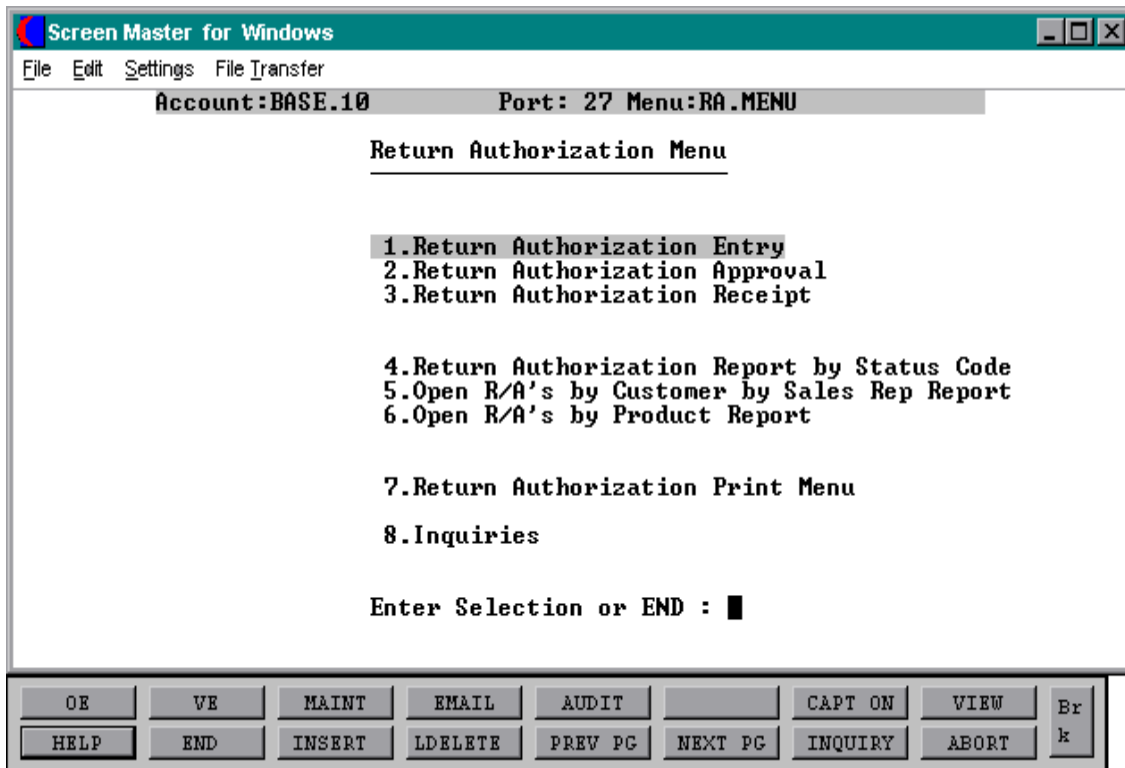 Screen Master for Windows
File Edit Settings File Transfer
Account:BASE.10 Port: 27 Menu:RA.MENU
Return Authorization Menu
1.Return Authorization Entry
2.Return Authorization Approval
3.Return Authorization Receipt
4.Return Authorization Report by Status Code
5.Open R/A's by Customer by Sales Rep Report
6.Open R/A's by Product Report
7.Return Authorization Print Menu
8.Inquiries
Enter Selection or END :
OE VE MAINT EMAIL AUDIT CAPT ON VIEW Br
HELP END INSERT LDELETE PREV PG NEXT PG INQUIRY ABORT k